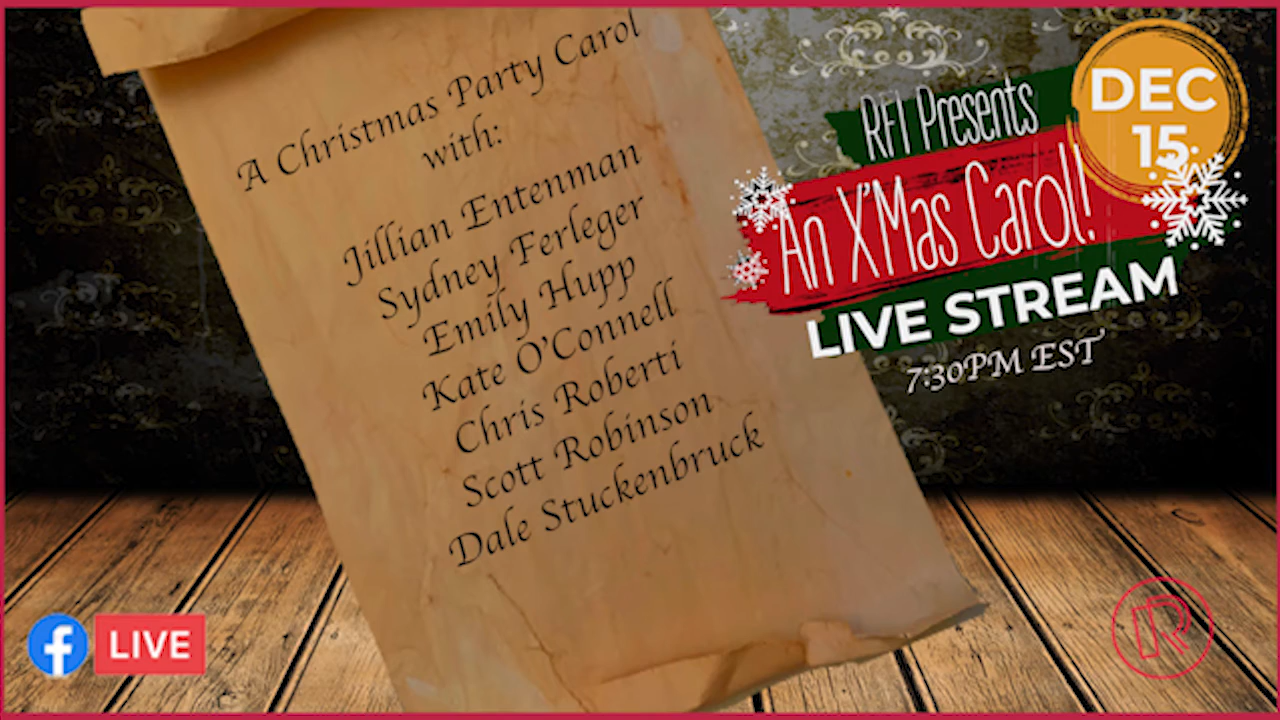 A Christmas Party Carol
with:
Jillian Entenman
Sydney Ferleger
Emily Hupp
Kate O'Connell
Chris Roberti
Scott Robinson
Dale Stuckenbruck
RFI Presents
An X'Mas Carol!
LIVE STREAM
7:30PM EST
DEC
15
f LIVE
R